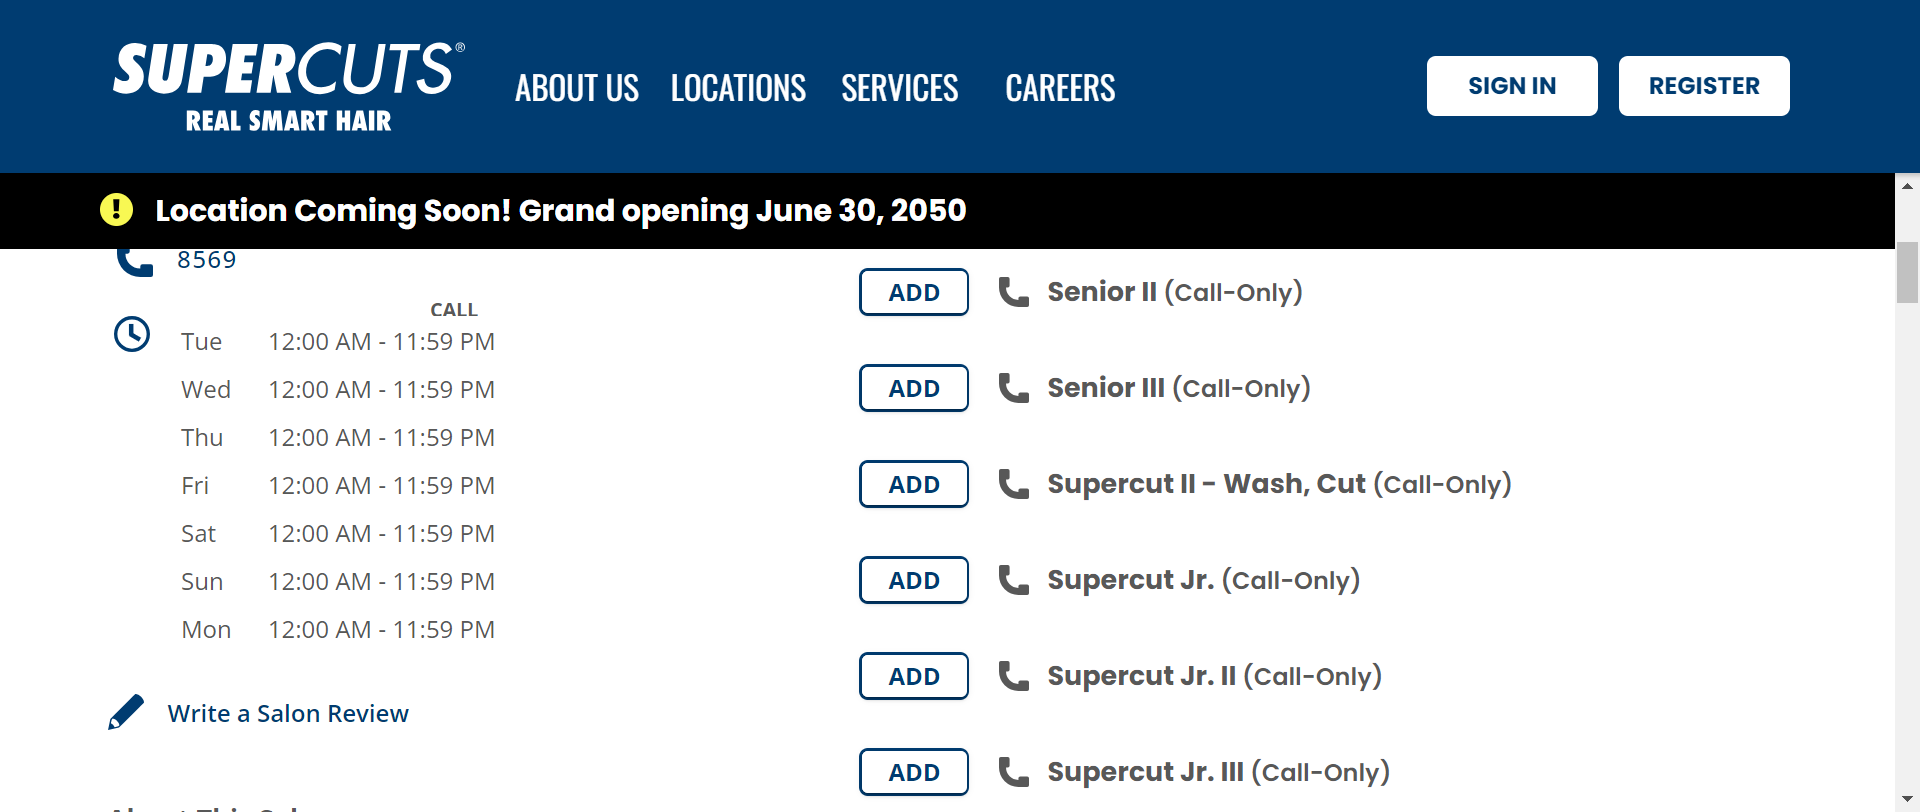 SUPERCUTS®
REAL SMART HAIR
ABOUT US
LOCATIONS
SERVICES
CAREERS
SIGN IN
REGISTER
Location Coming Soon! Grand opening June 30, 2050
8569
CALL
Tue 12:00 AM - 11:59 PM
Wed 12:00 AM - 11:59 PM
Thu 12:00 AM - 11:59 PM
Fri 12:00 AM - 11:59 PM
Sat 12:00 AM - 11:59 PM
Sun 12:00 AM - 11:59 PM
Mon 12:00 AM - 11:59 PM
Write a Salon Review
ADD Senior II (Call-Only)
ADD Senior III (Call-Only)
ADD Supercut II - Wash, Cut (Call-Only)
ADD Supercut Jr. (Call-Only)
ADD Supercut Jr. II (Call-Only)
ADD Supercut Jr. III (Call-Only)